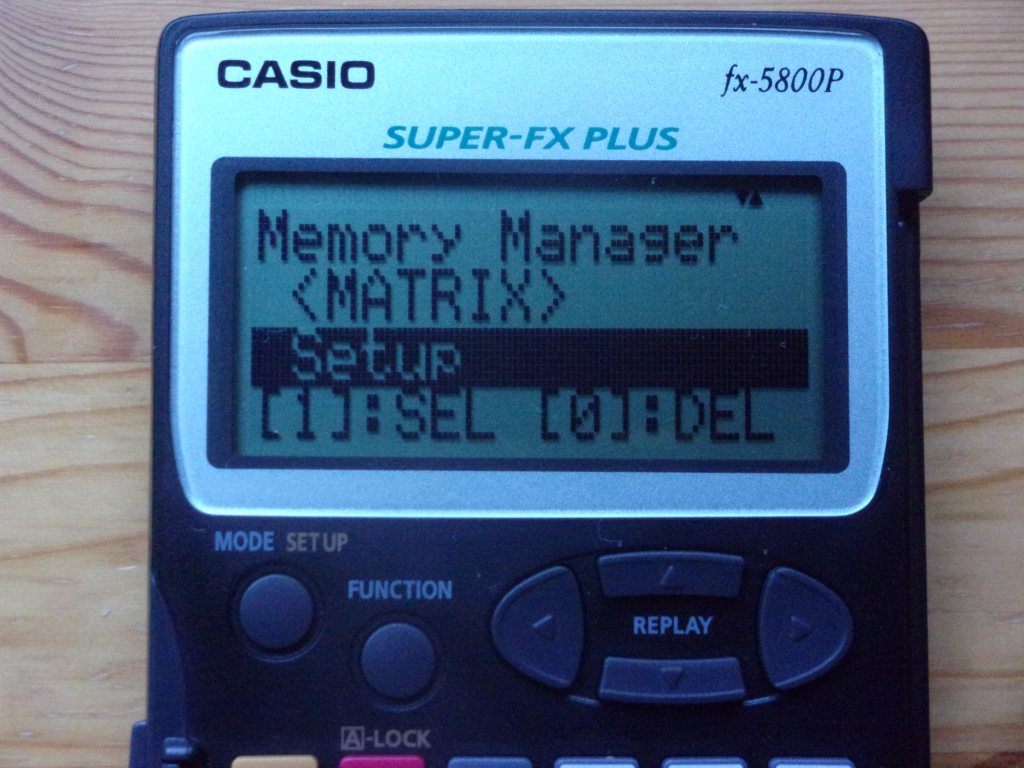 CASIO
fx-5800P
SUPER-FX PLUS
Memory Manager
<MATRIX>
Setup
[1]:SEL [0]:DEL
MODE SETUP
FUNCTION
REPLAY
A-LOCK